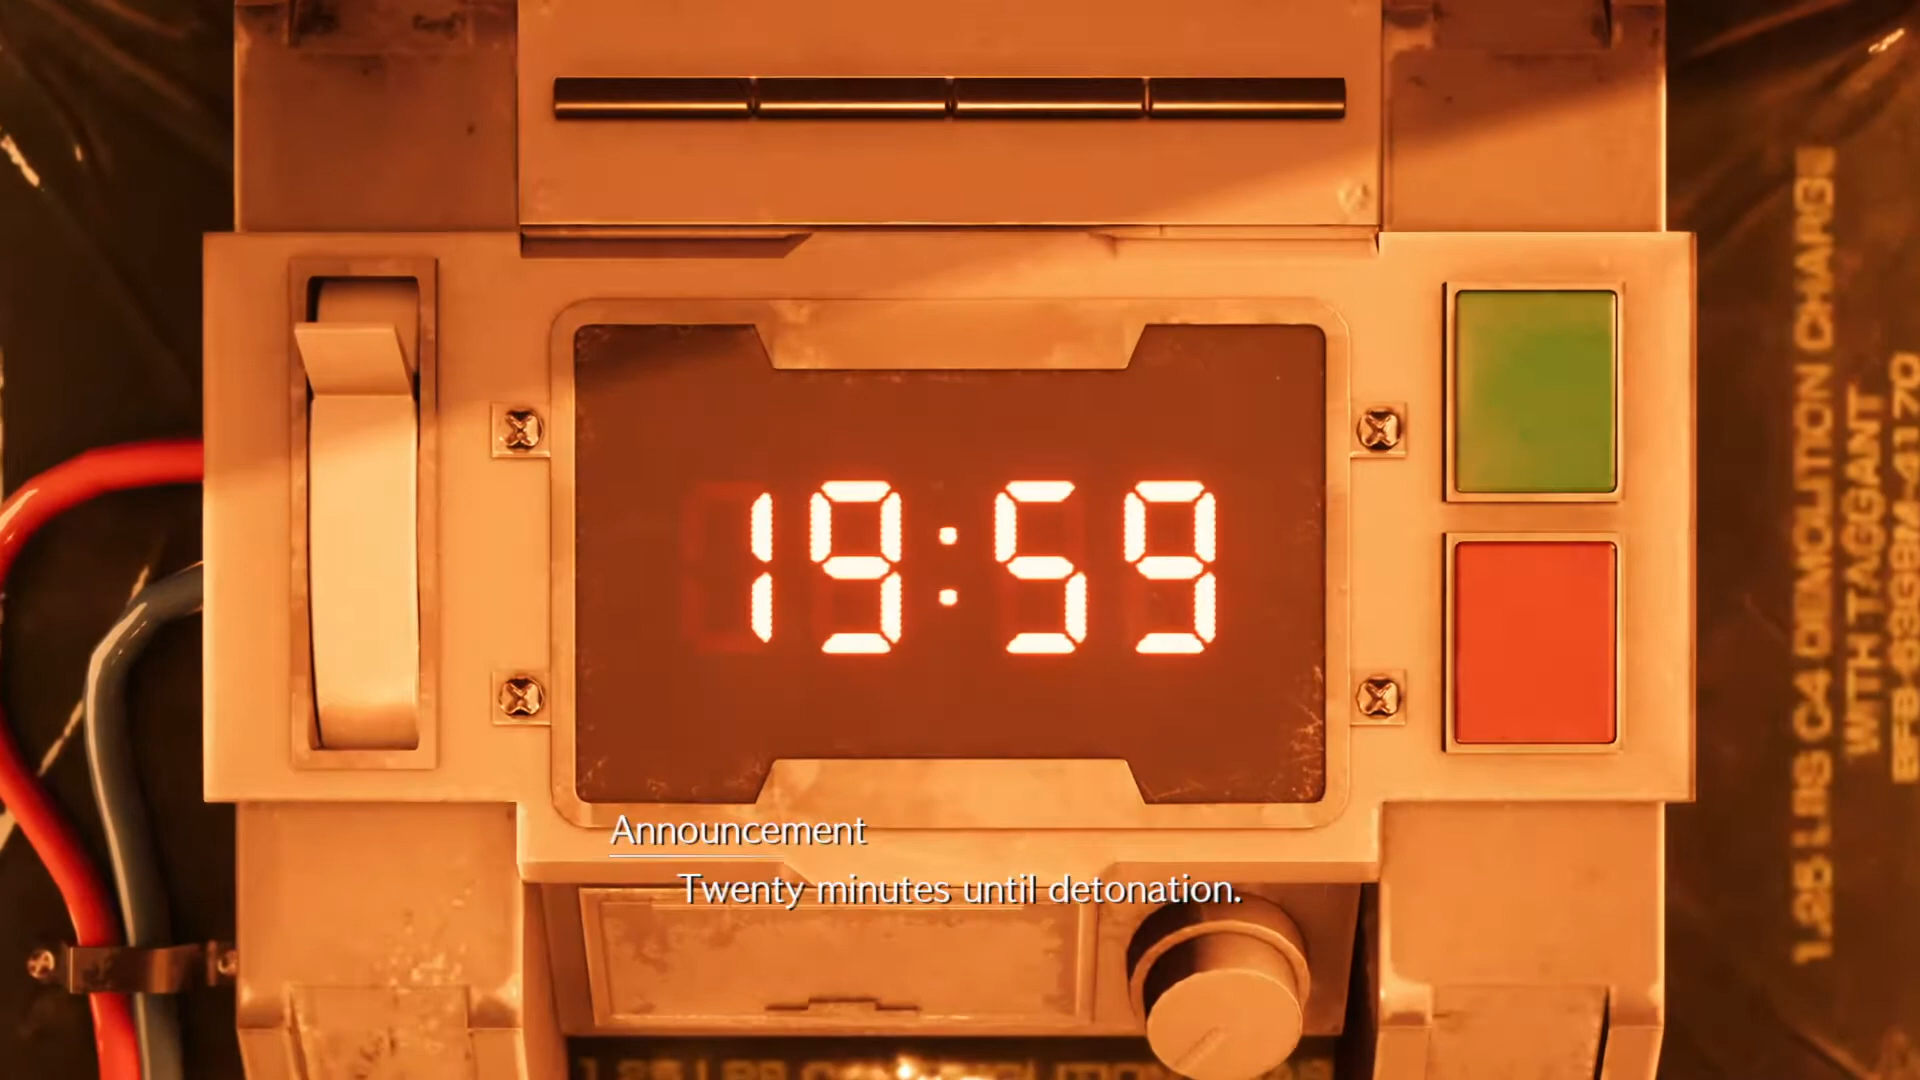 19:59
Announcement
Twenty minutes until detonation.
1.25 LBS C4 DEMOLITION CHARGE
WITH TAGGANT